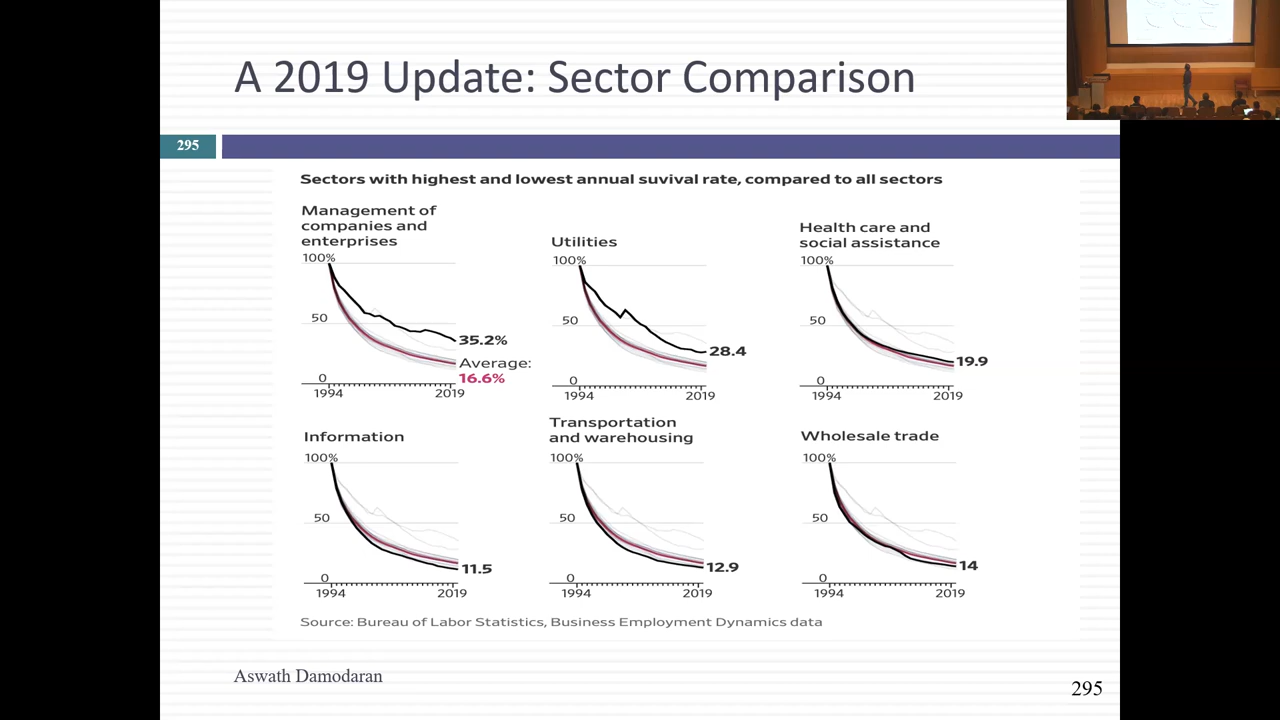 A 2019 Update: Sector Comparison
295
Sectors with highest and lowest annual suvival rate, compared to all sectors
Management of
companies and
enterprises
100%
50
0
1994
2019
35.2%
Average:
16.6%
Utilities
100%
50
0
1994
2019
28.4
Health care and
social assistance
100%
50
0
1994
2019
19.9
Information
100%
50
0
1994
2019
11.5
Transportation
and warehousing
100%
50
0
1994
2019
12.9
Wholesale trade
100%
50
0
1994
2019
14
Source: Bureau of Labor Statistics, Business Employment Dynamics data
Aswath Damodaran
295